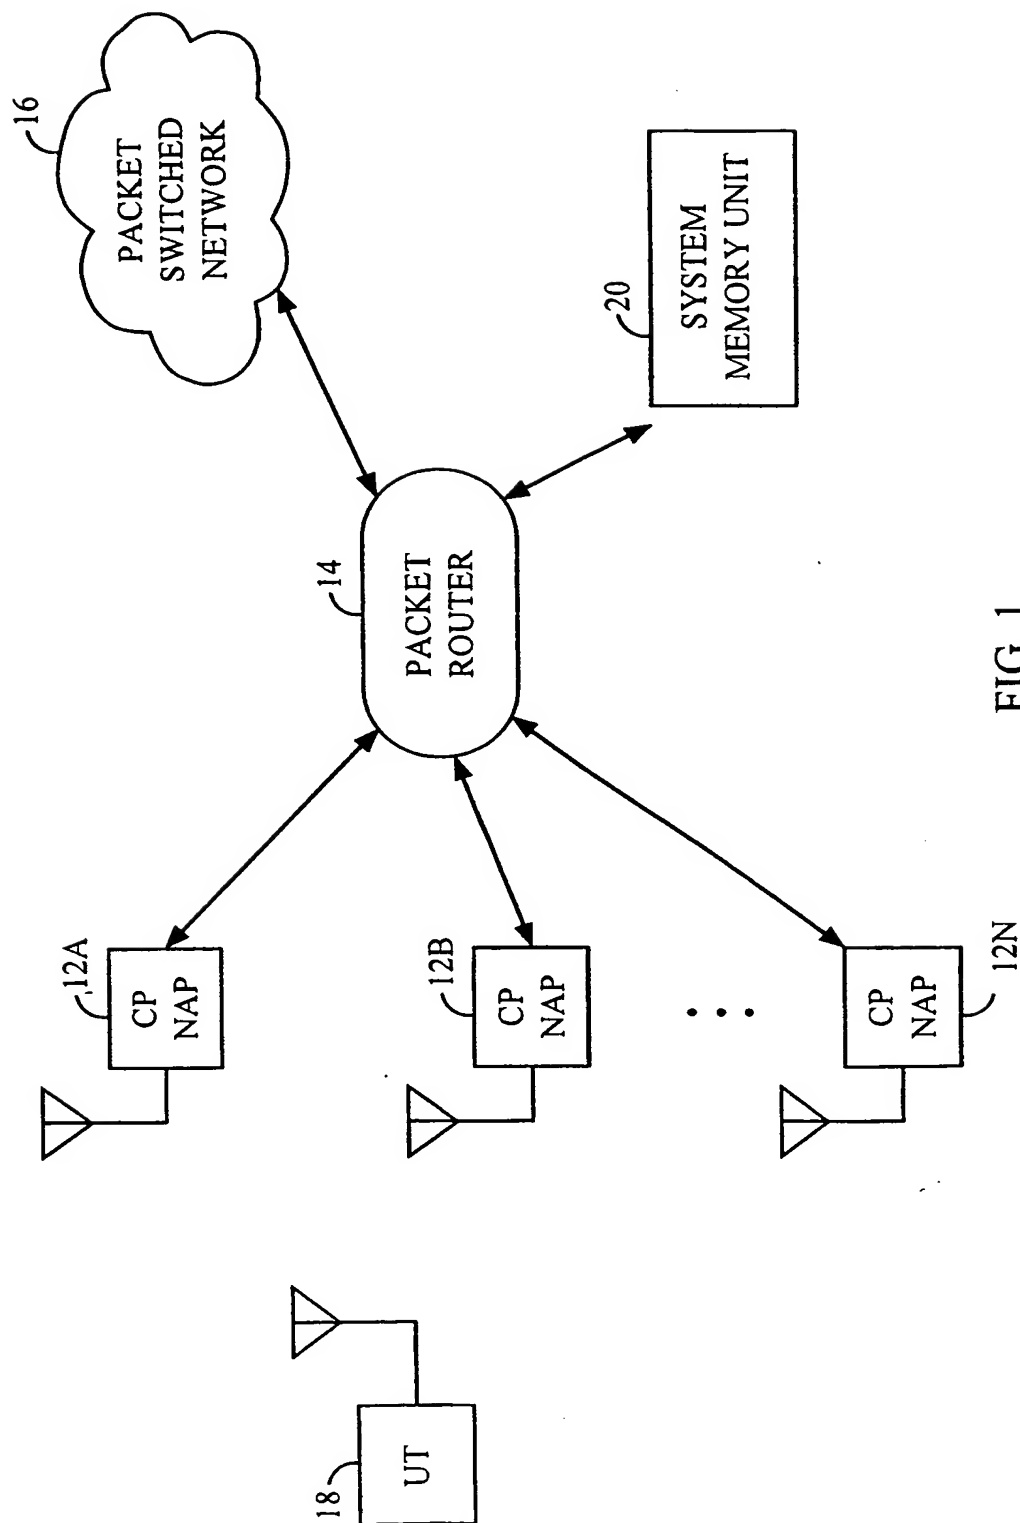 16
PACKET
SWITCHED
NETWORK
12A
CP
NAP
14
PACKET
ROUTER
18
UT
12B
CP
NAP
20
SYSTEM
MEMORY UNIT
12N
CP
NAP
FIG. 1